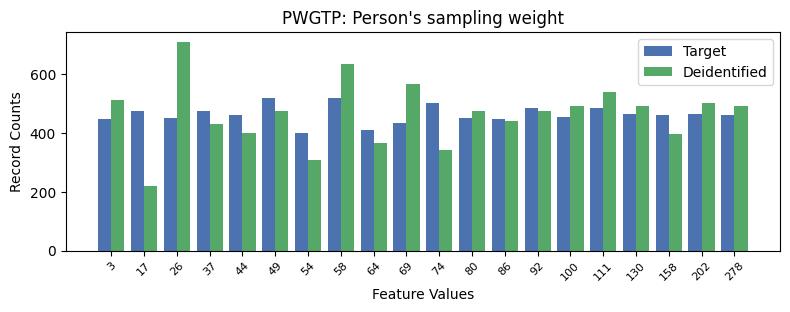 PWGTP: Person's sampling weight
Target
Deidentified
Record Counts
600
400
200
0
3 17 26 37 44 49 54 58 64 69 74 80 86 92 100 111 130 158 202 278
Feature Values